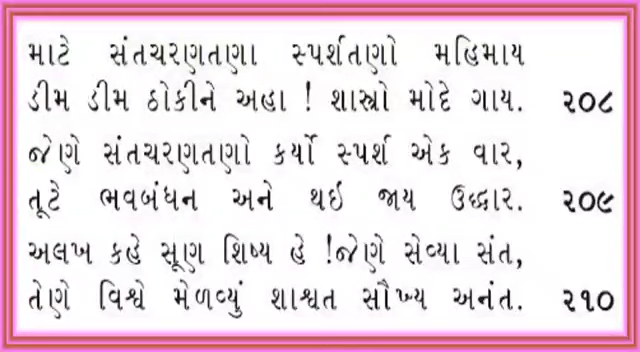 માટે સંતચરણતણા સ્પર્શતણો મહિમાય
ડીમ ડીમ ઠોકીને અહા ! શાસ્ત્રો મોદે ગાય. ૨૦૮
જેણે સંતચરણતણો કર્યો સ્પર્શ એક વાર,
તૂટે ભવબંધન અને થઇ જાય ઉદ્ધાર. ૨૦૯
અલખ કહે સૂણ શિષ્ય હે !જેણે સેવ્યા સંત,
તેણે વિશ્વે મેળવ્યું શાશ્વત સૌખ્ય અનંત. ૨૧૦